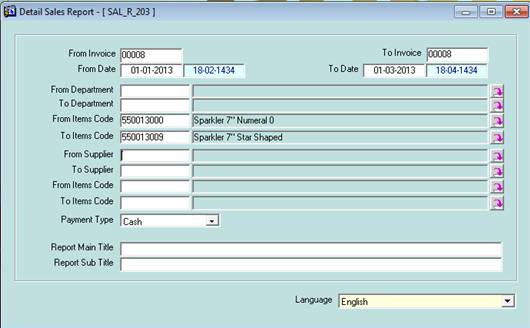 Detail Sales Report - [ SAL_R_203 ]
From Invoice 00008 To Invoice 00008
From Date 01-01-2013 18-02-1434 To Date 01-03-2013 18-04-1434
From Department
To Department
From Items Code 550013000 Sparkler 7" Numeral 0
To Items Code 550013009 Sparkler 7" Star Shaped
From Supplier
To Supplier
From Items Code
To Items Code
Payment Type Cash
Report Main Title
Report Sub Title
Language English